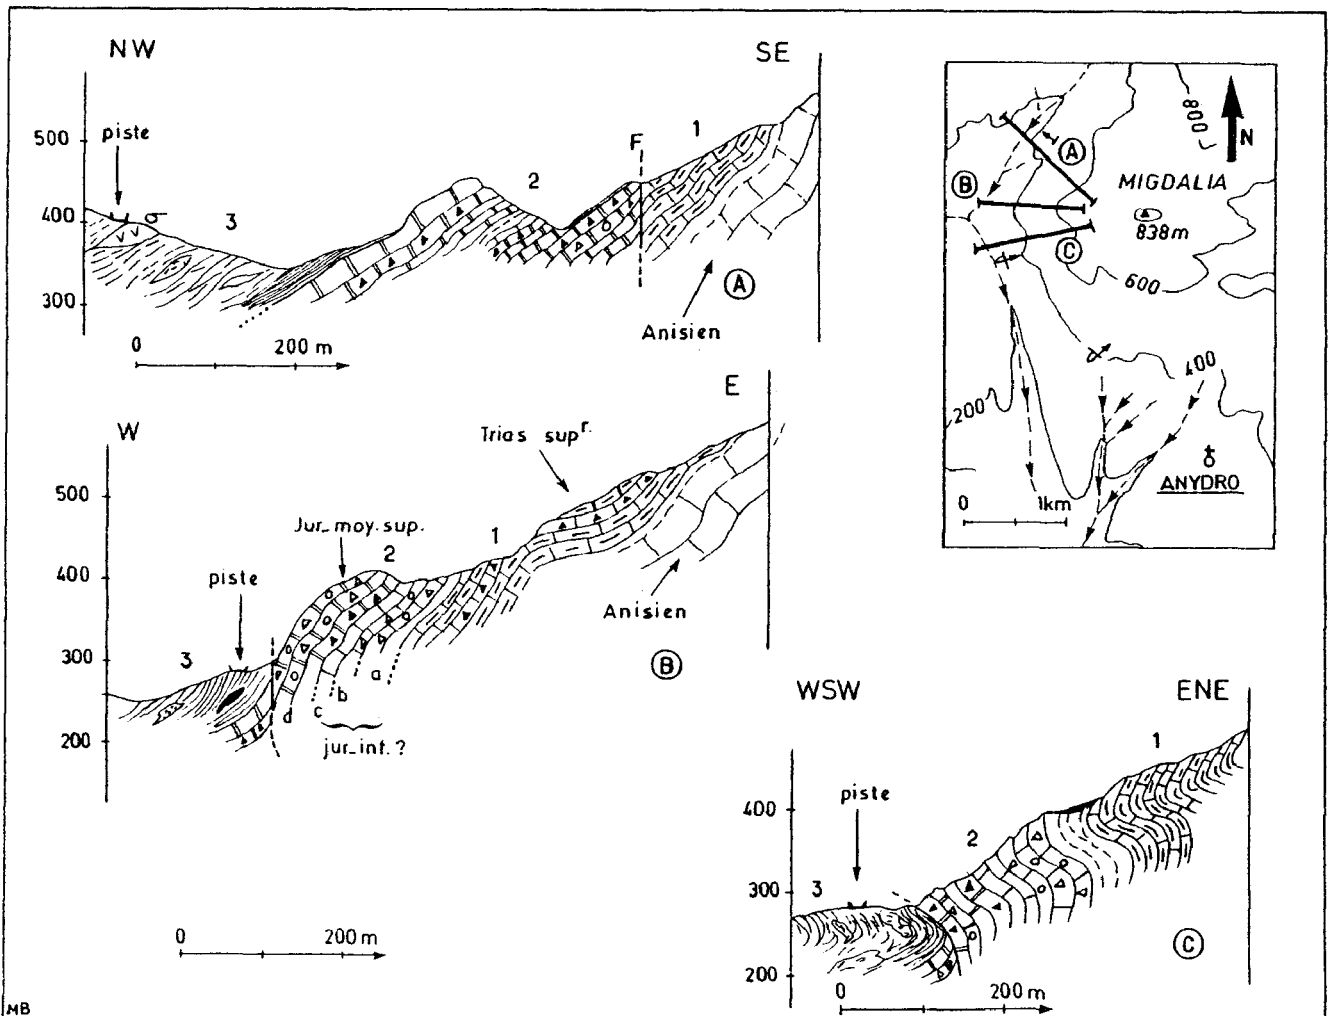 NW
SE
piste
500
400
300
σ
3
2
F
1
A
Anisien
0
200 m
W
E
500
400
300
200
piste
3
Jur_moy.sup.
2
1
Trias supr.
Anisien
B
a
b
c
d
jur_inf.?
0
200 m
WSW
ENE
400
300
200
piste
3
2
1
C
0
200 m
800
N
A
B
C
MIGDALIA
838m
600
400
200
ANYDRO
0
1km
MB